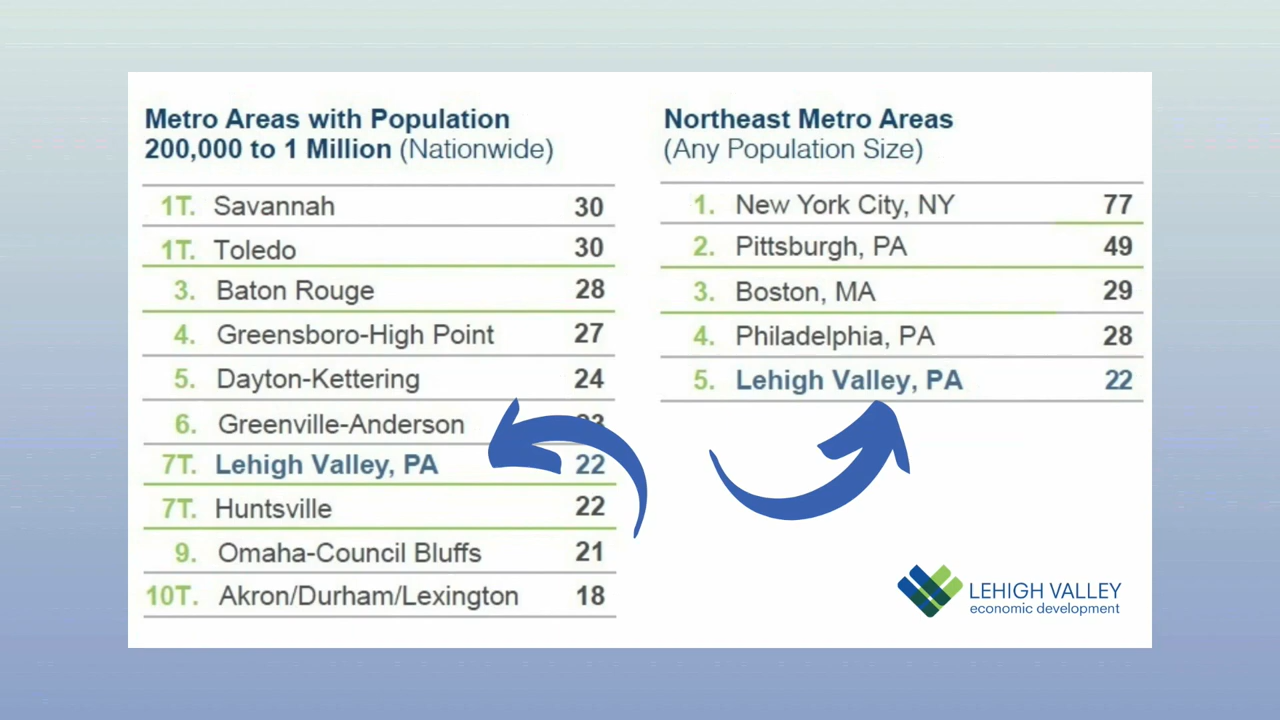 Metro Areas with Population
200,000 to 1 Million (Nationwide)
1T. Savannah 30
1T. Toledo 30
3. Baton Rouge 28
4. Greensboro-High Point 27
5. Dayton-Kettering 24
6. Greenville-Anderson
7T. Lehigh Valley, PA 22
7T. Huntsville 22
9. Omaha-Council Bluffs 21
10T. Akron/Durham/Lexington 18
Northeast Metro Areas
(Any Population Size)
1. New York City, NY 77
2. Pittsburgh, PA 49
3. Boston, MA 29
4. Philadelphia, PA 28
5. Lehigh Valley, PA 22
LEHIGH VALLEY
economic development